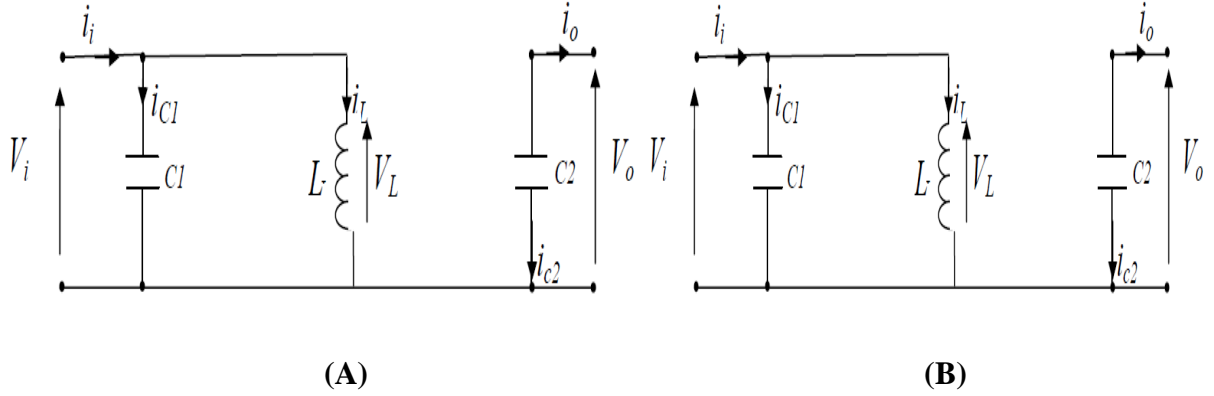 i_i
i_o
i_C1
i_L
V_i
C1
L
V_L
C2
V_o
i_c2
(A)
i_i
i_o
i_C1
i_L
V_i
C1
L
V_L
C2
V_o
i_c2
(B)